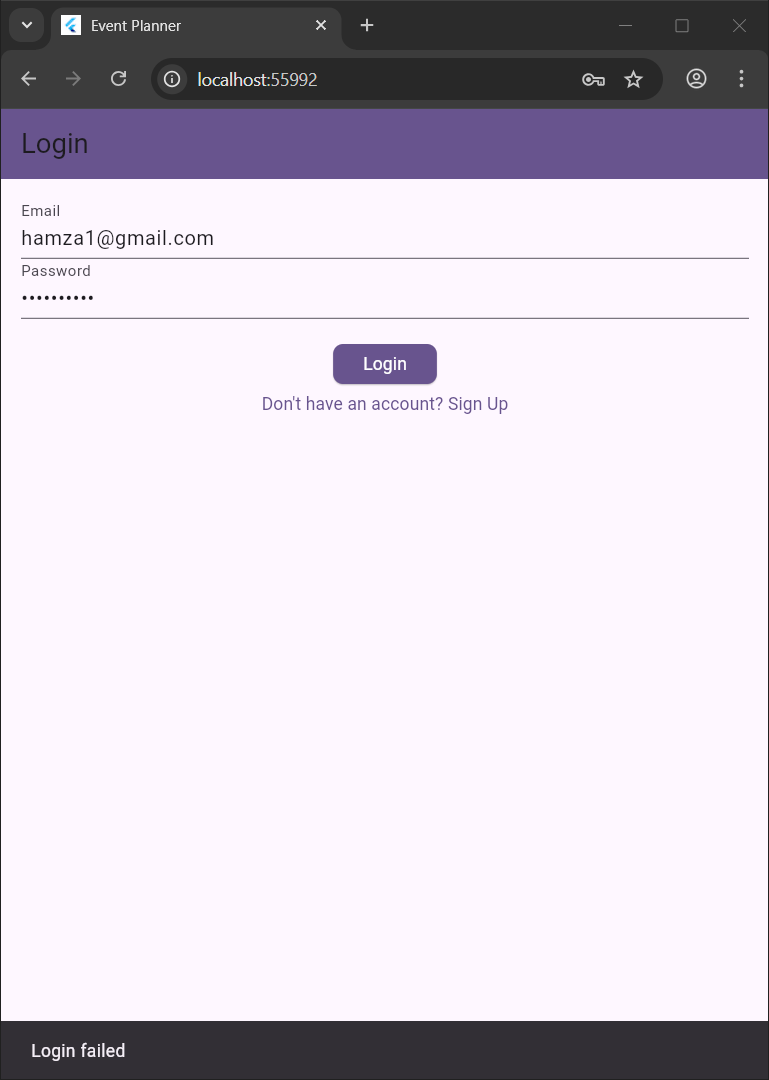 Event Planner
localhost:55992
Login
Email
hamza1@gmail.com
Password
••••••••••
Login
Don't have an account? Sign Up
Login failed